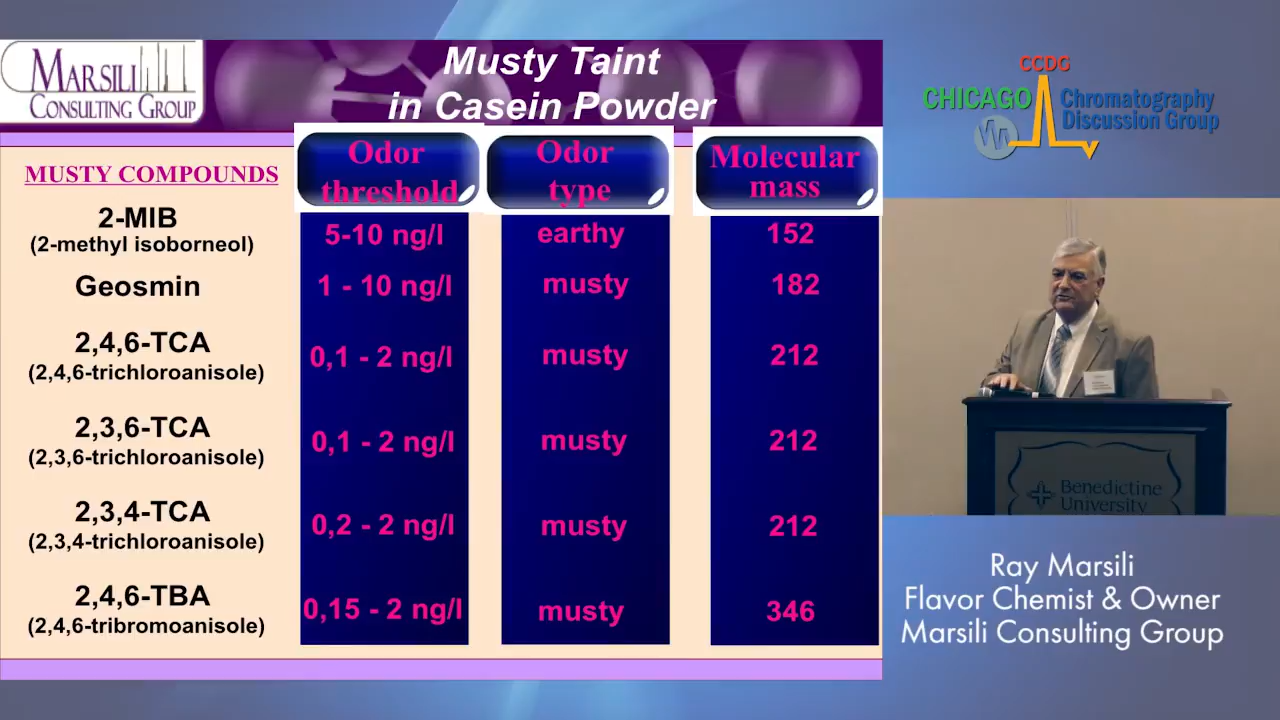 MARSILI
CONSULTING GROUP
Musty Taint
in Casein Powder
MUSTY COMPOUNDS
Odor
threshold
Odor
type
Molecular
mass
2-MIB
(2-methyl isoborneol)
5-10 ng/l
earthy
152
Geosmin
1 - 10 ng/l
musty
182
2,4,6-TCA
(2,4,6-trichloroanisole)
0,1 - 2 ng/l
musty
212
2,3,6-TCA
(2,3,6-trichloroanisole)
0,1 - 2 ng/l
musty
212
2,3,4-TCA
(2,3,4-trichloroanisole)
0,2 - 2 ng/l
musty
212
2,4,6-TBA
(2,4,6-tribromoanisole)
0,15 - 2 ng/l
musty
346
CCDG
CHICAGO
Chromatography
Discussion Group
Benedictine
University
Ray Marsili
Flavor Chemist & Owner
Marsili Consulting Group